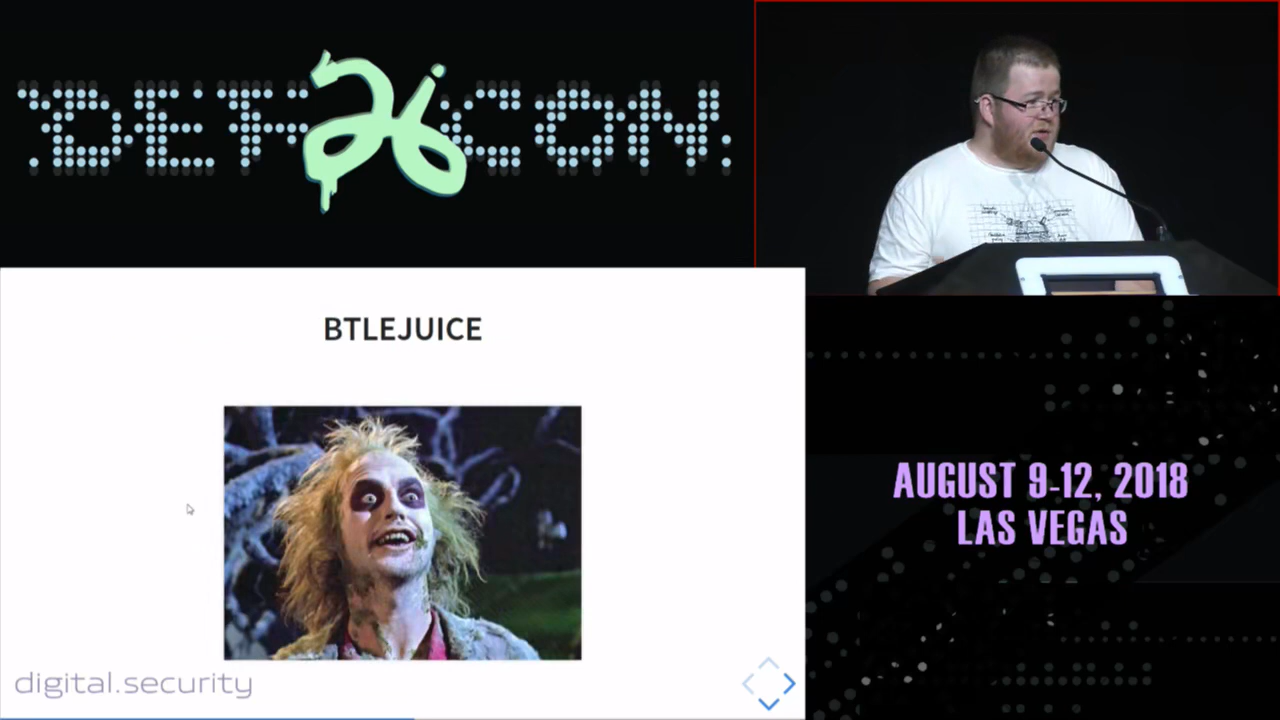 DEF CON 26
BTLEJUICE
digital.security
AUGUST 9-12, 2018
LAS VEGAS